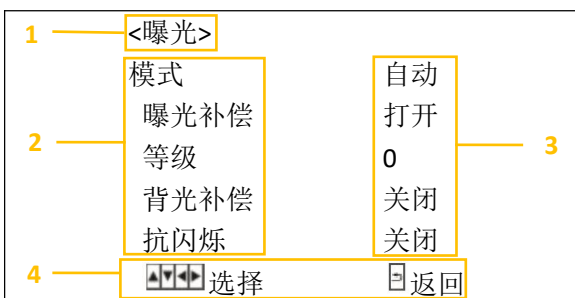 1 <曝光>
模式 自动
曝光补偿 打开
2 等级 0 3
背光补偿 关闭
抗闪烁 关闭
4 选择 返回